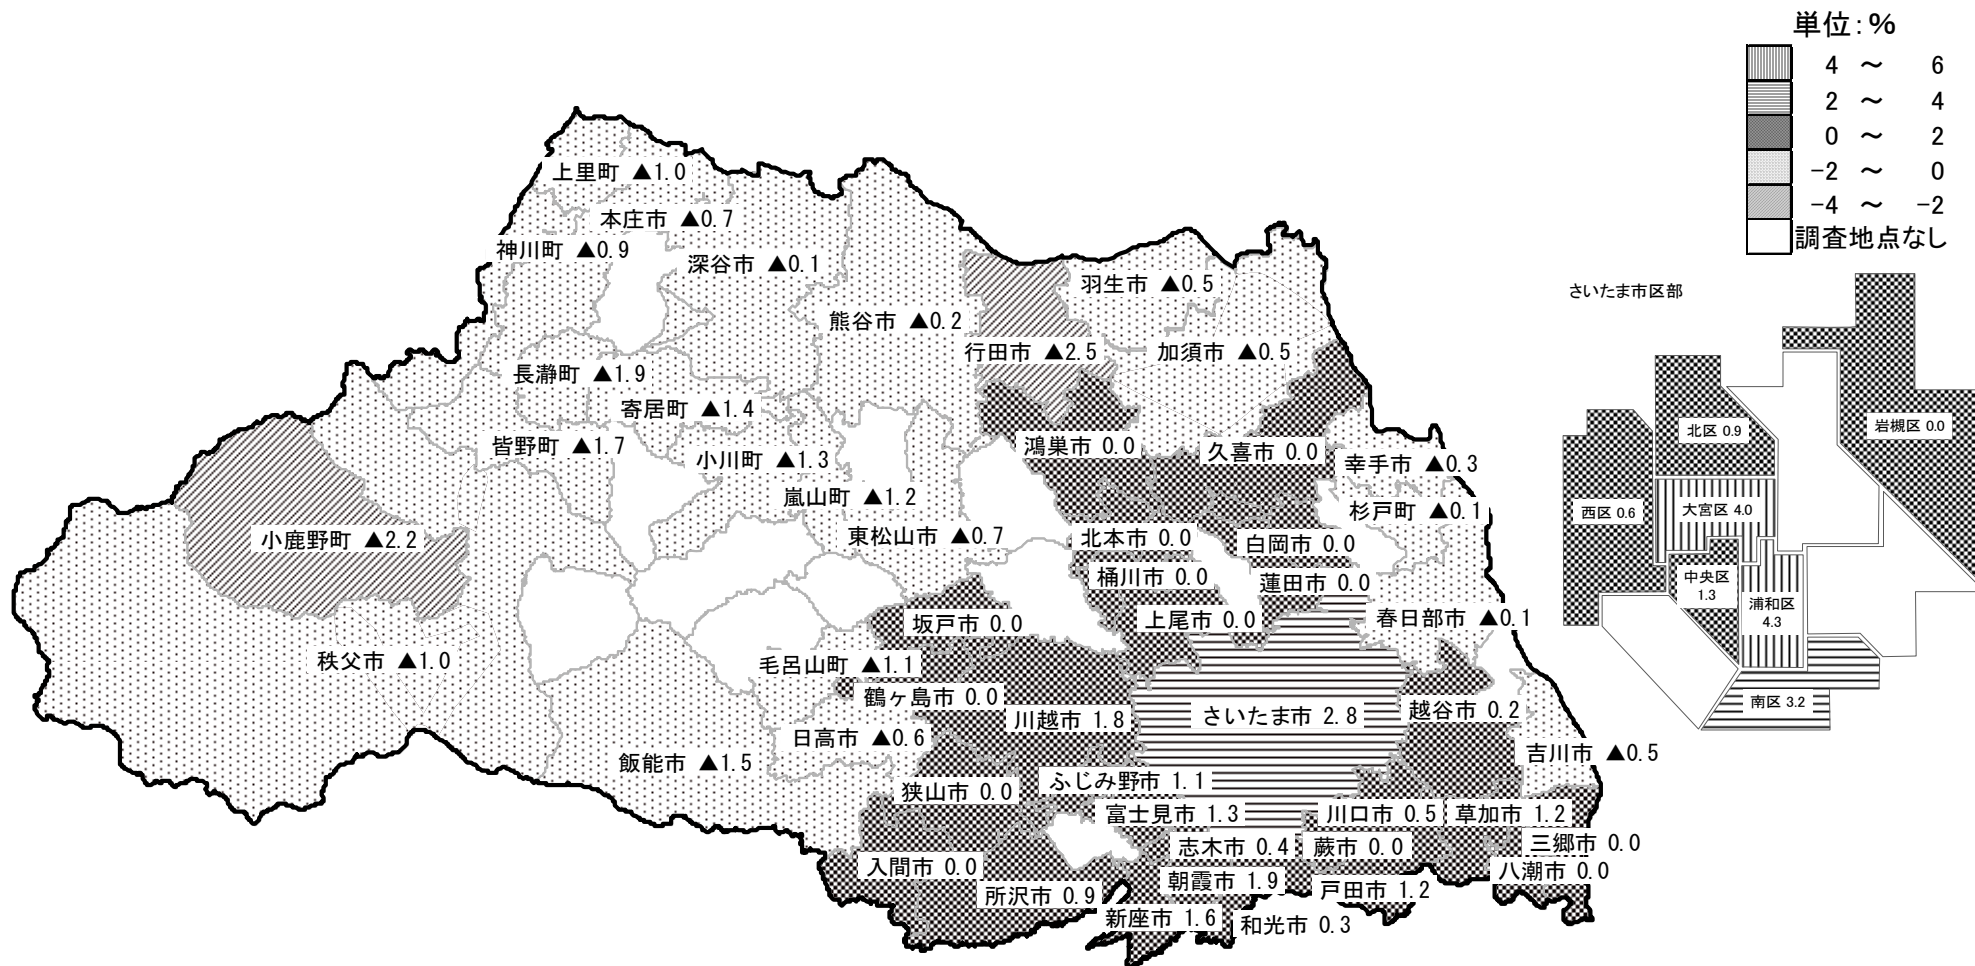 単位:%
4 ～ 6
2 ～ 4
0 ～ 2
-2 ～ 0
-4 ～ -2
調査地点なし
さいたま市区部
上里町 ▲1.0
本庄市 ▲0.7
神川町 ▲0.9
深谷市 ▲0.1
羽生市 ▲0.5
熊谷市 ▲0.2
行田市 ▲2.5
加須市 ▲0.5
長瀞町 ▲1.9
寄居町 ▲1.4
皆野町 ▲1.7
小川町 ▲1.3
鴻巣市 0.0
久喜市 0.0
幸手市 ▲0.3
嵐山町 ▲1.2
杉戸町 ▲0.1
小鹿野町 ▲2.2
東松山市 ▲0.7
北本市 0.0
白岡市 0.0
桶川市 0.0
蓮田市 0.0
坂戸市 0.0
上尾市 0.0
春日部市 ▲0.1
秩父市 ▲1.0
毛呂山町 ▲1.1
鶴ヶ島市 0.0
川越市 1.8
さいたま市 2.8
越谷市 0.2
日高市 ▲0.6
飯能市 ▲1.5
吉川市 ▲0.5
狭山市 0.0
ふじみ野市 1.1
富士見市 1.3
川口市 0.5
草加市 1.2
志木市 0.4
蕨市 0.0
三郷市 0.0
入間市 0.0
朝霞市 1.9
八潮市 0.0
所沢市 0.9
戸田市 1.2
新座市 1.6
和光市 0.3
岩槻区 0.0
北区 0.9
西区 0.6
大宮区 4.0
中央区
1.3
浦和区
4.3
南区 3.2